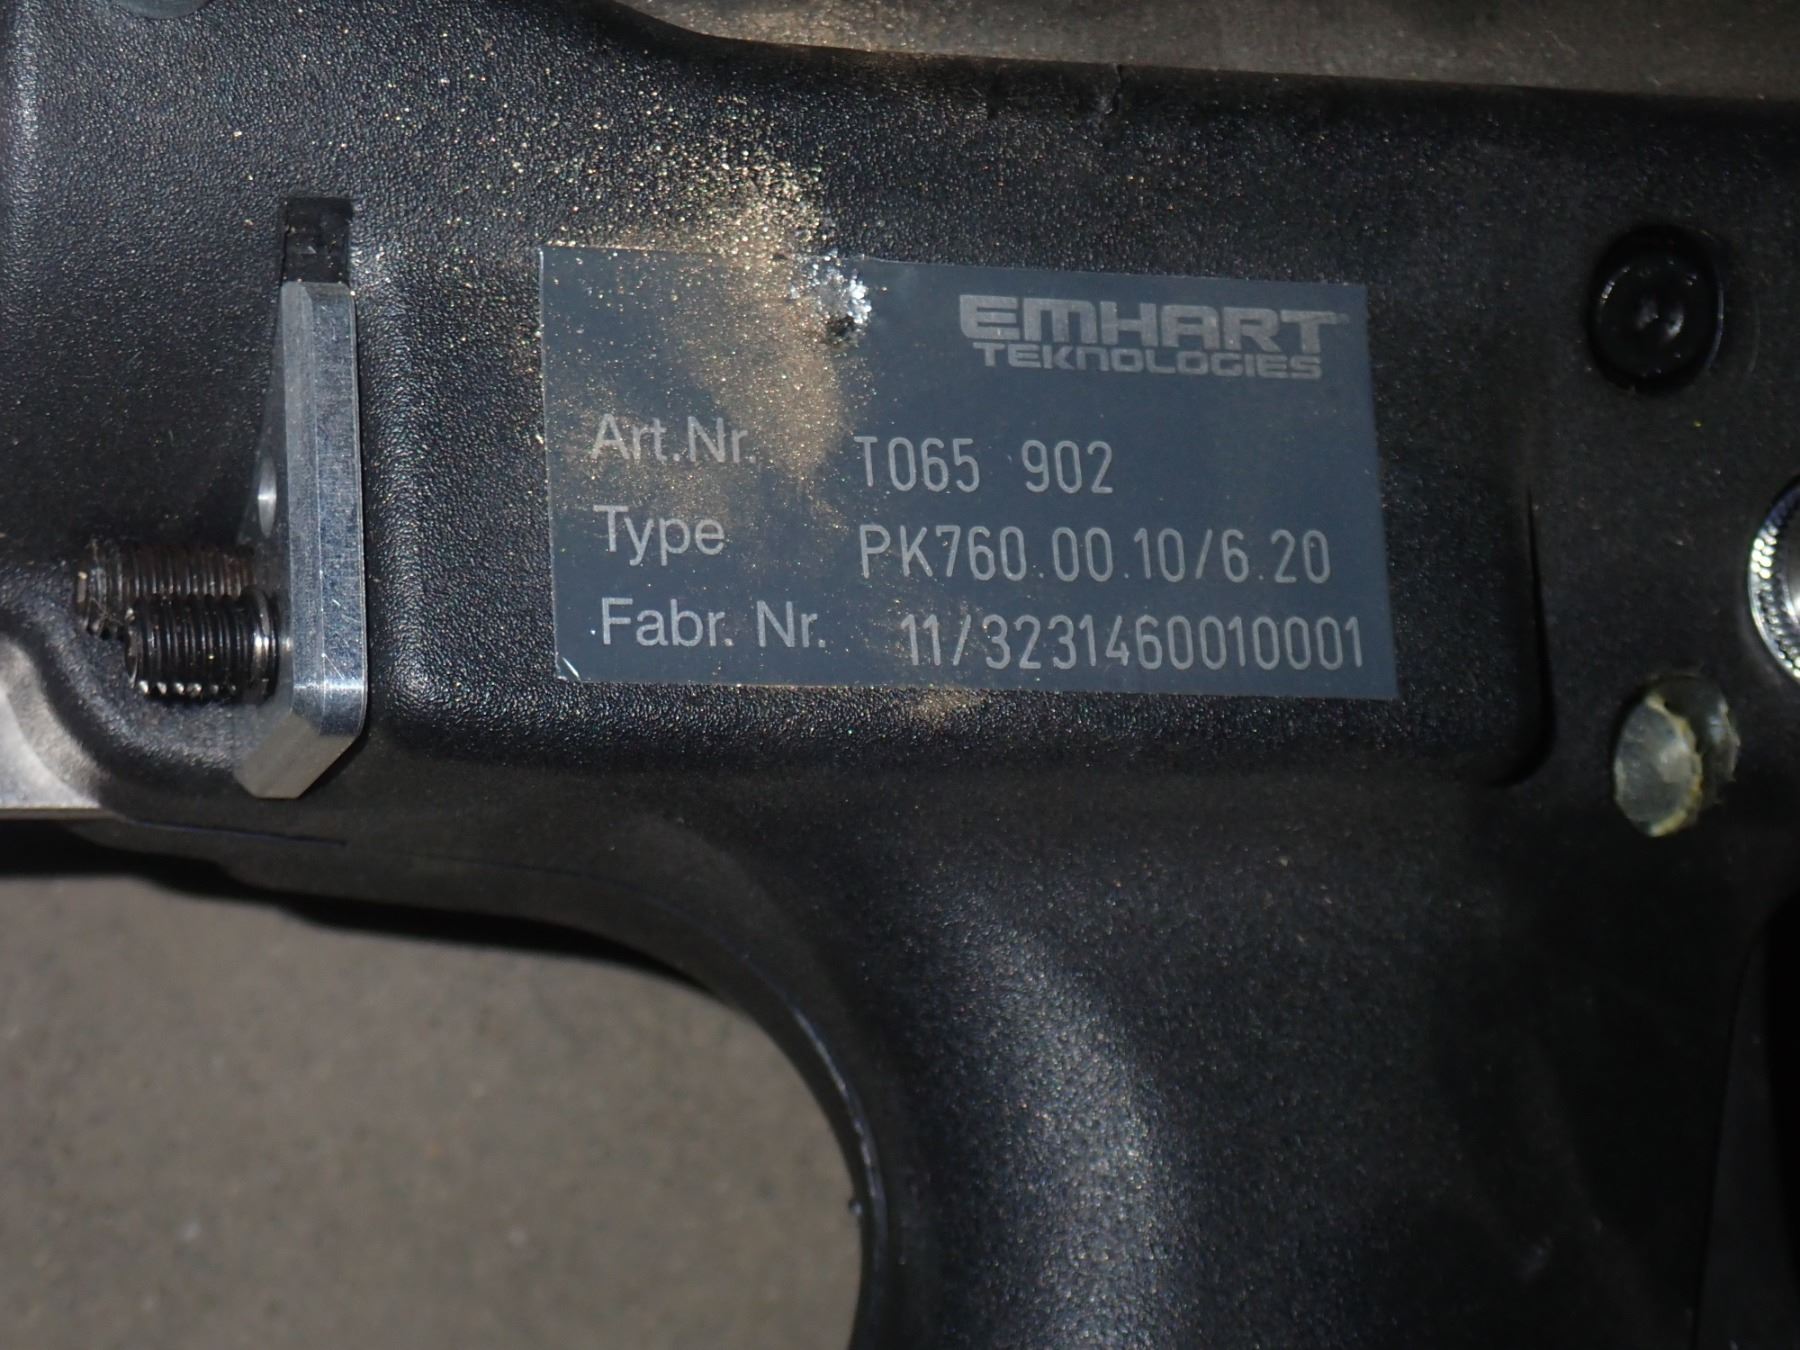 EMHART
TEKNOLOGIES
Art.Nr. T065 902
Type PK760.00.10/6.20
Fabr. Nr. 11/3231460010001